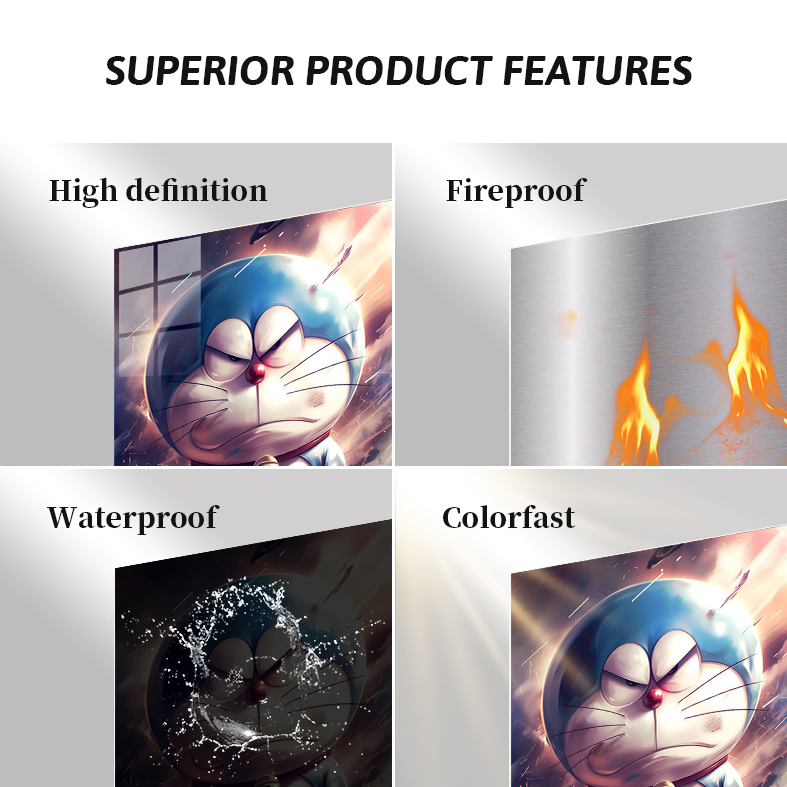 SUPERIOR PRODUCT FEATURES
High definition
Fireproof
Waterproof
Colorfast